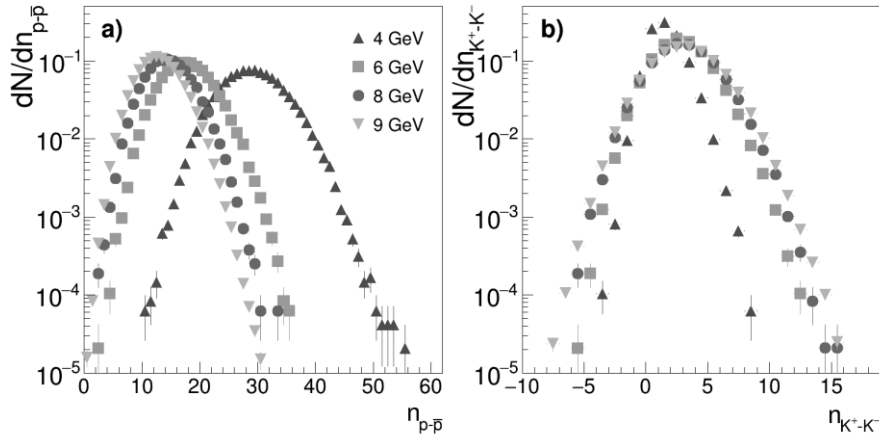 a)
dN/dn_{p-p̅}
10⁻¹
10⁻²
10⁻³
10⁻⁴
10⁻⁵
0 10 20 30 40 50 60
n_{p-p̅}
4 GeV
6 GeV
8 GeV
9 GeV
b)
dN/dn_{K⁺-K⁻}
10⁻¹
10⁻²
10⁻³
10⁻⁴
10⁻⁵
−10 −5 0 5 10 15
n_{K⁺-K⁻}